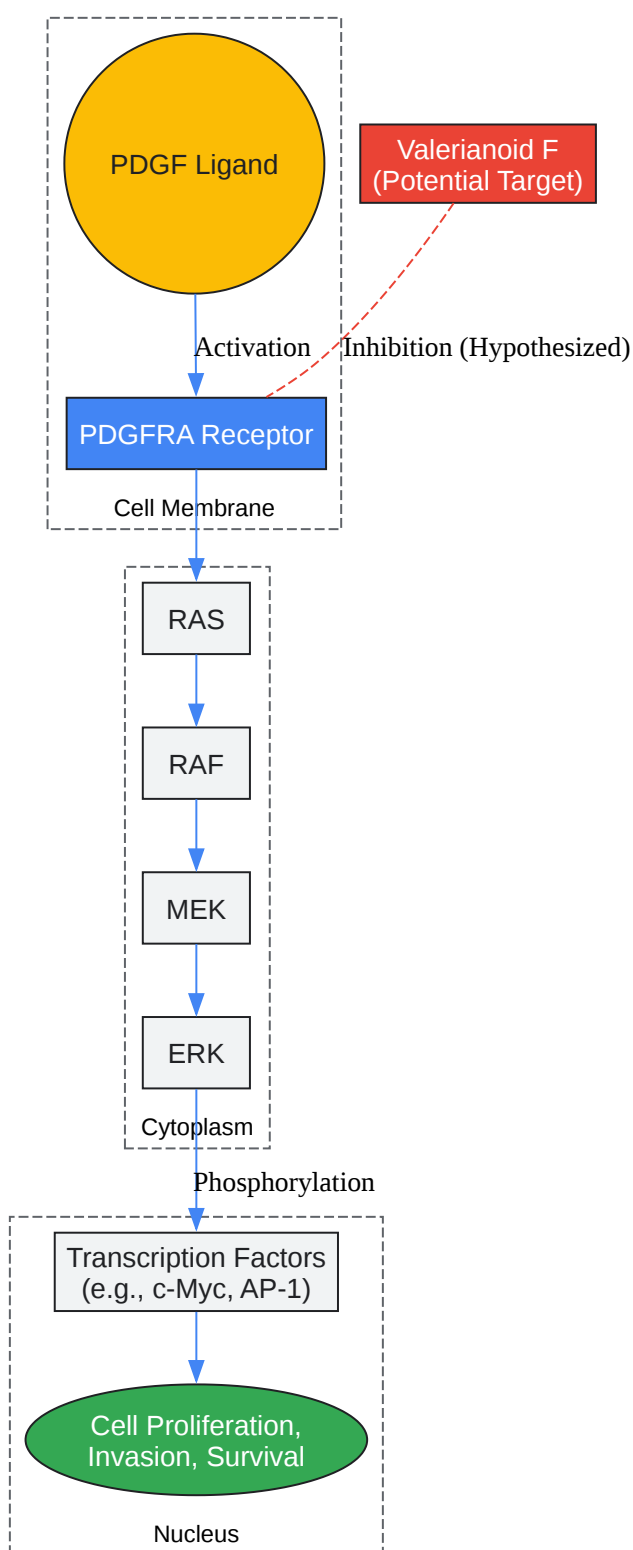 PDGF Ligand
Valerianoid F
(Potential Target)
Activation
Inhibition (Hypothesized)
PDGFRA Receptor
Cell Membrane
RAS
RAF
MEK
ERK
Cytoplasm
Phosphorylation
Transcription Factors
(e.g., c-Myc, AP-1)
Cell Proliferation,
Invasion, Survival
Nucleus